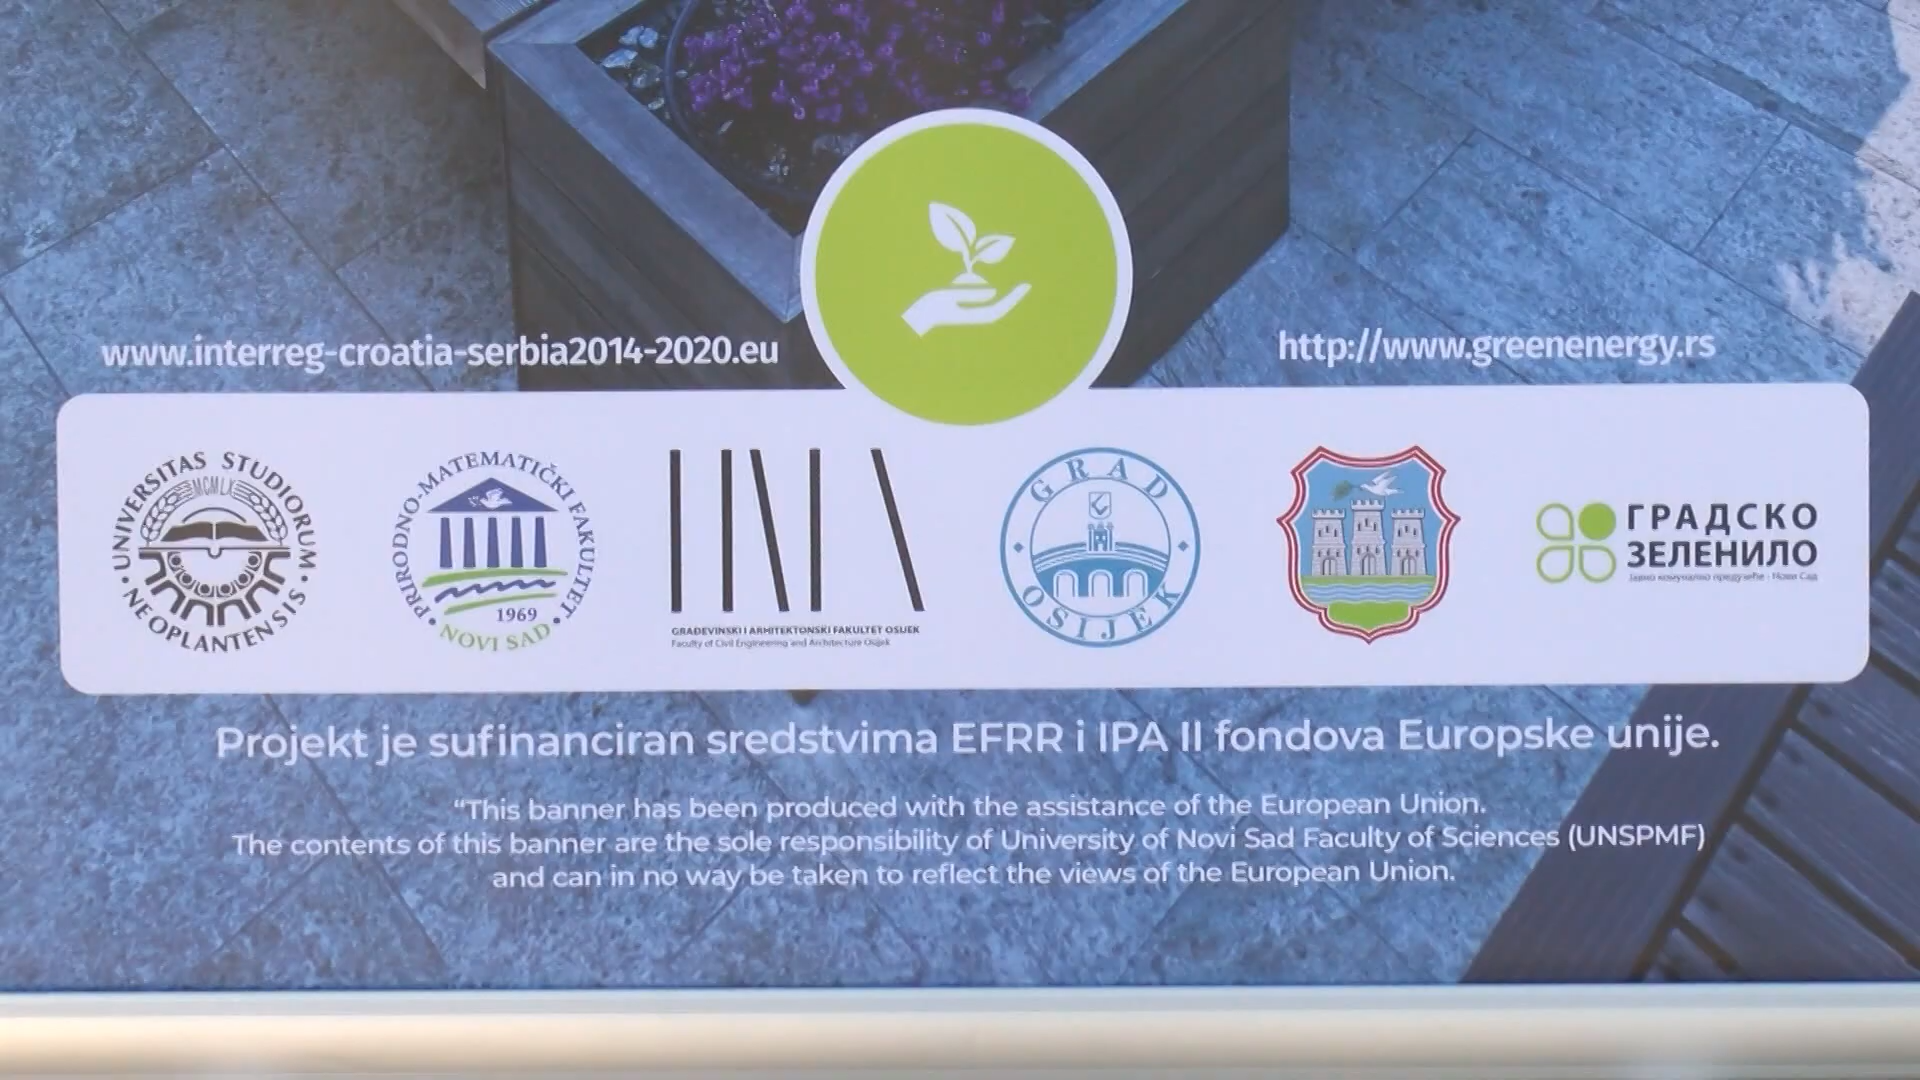 www.interreg-croatia-serbia2014-2020.eu
http://www.greenenergy.rs
UNIVERSITAS STUDIORUM
MCMLX
NEOPLANTENSIS
PRIRODNO-MATEMATIČKI FAKULTET
1969
NOVI SAD
GRAĐEVINSKI I ARHITEKTONSKI FAKULTET OSIJEK
Faculty of Civil Engineering and Architecture Osijek
GRAD
OSIJEK
ГРАДСКО
ЗЕЛЕНИЛО
Јавно комунално предузеће - Нови Сад
Projekt je sufinanciran sredstvima EFRR i IPA II fondova Europske unije.
“This banner has been produced with the assistance of the European Union.
The contents of this banner are the sole responsibility of University of Novi Sad Faculty of Sciences (UNSPMF)
and can in no way be taken to reflect the views of the European Union.